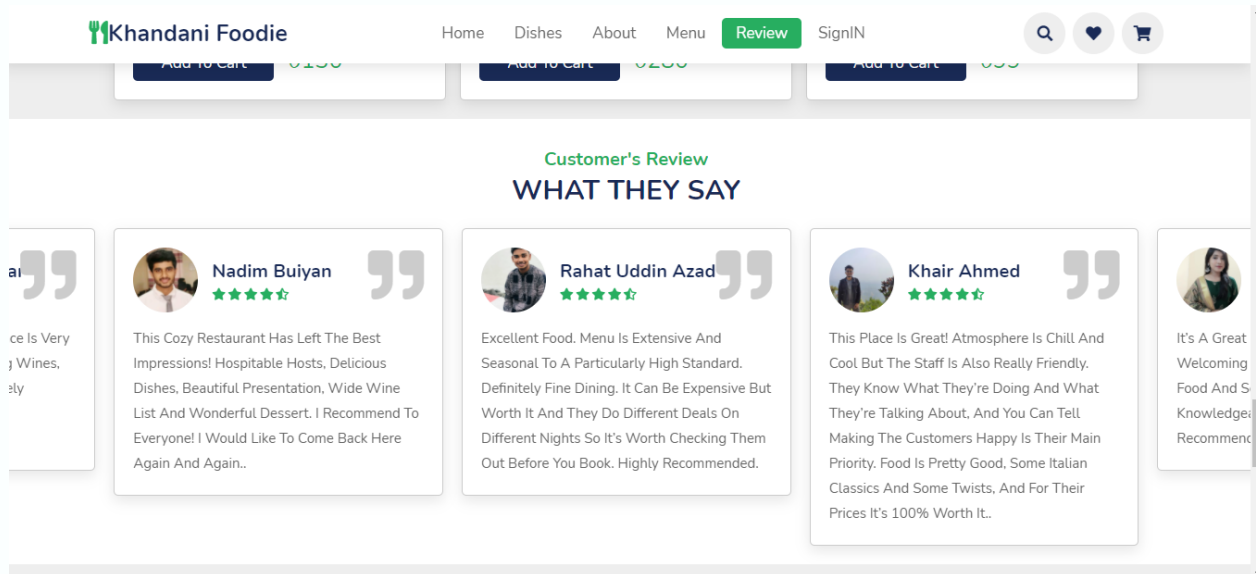 Khandani Foodie
Home Dishes About Menu Review SignIN
Add To Cart Add To Cart Add To Cart
Customer's Review
WHAT THEY SAY
Nadim Buiyan
This Cozy Restaurant Has Left The Best
Impressions! Hospitable Hosts, Delicious
Dishes, Beautiful Presentation, Wide Wine
List And Wonderful Dessert. I Recommend To
Everyone! I Would Like To Come Back Here
Again And Again..
Rahat Uddin Azad
Excellent Food. Menu Is Extensive And
Seasonal To A Particularly High Standard.
Definitely Fine Dining. It Can Be Expensive But
Worth It And They Do Different Deals On
Different Nights So It's Worth Checking Them
Out Before You Book. Highly Recommended.
Khair Ahmed
This Place Is Great! Atmosphere Is Chill And
Cool But The Staff Is Also Really Friendly.
They Know What They're Doing And What
They're Talking About, And You Can Tell
Making The Customers Happy Is Their Main
Priority. Food Is Pretty Good, Some Italian
Classics And Some Twists, And For Their
Prices It's 100% Worth It..
Is Very
Wines,
It's A Great
Welcoming
Food And